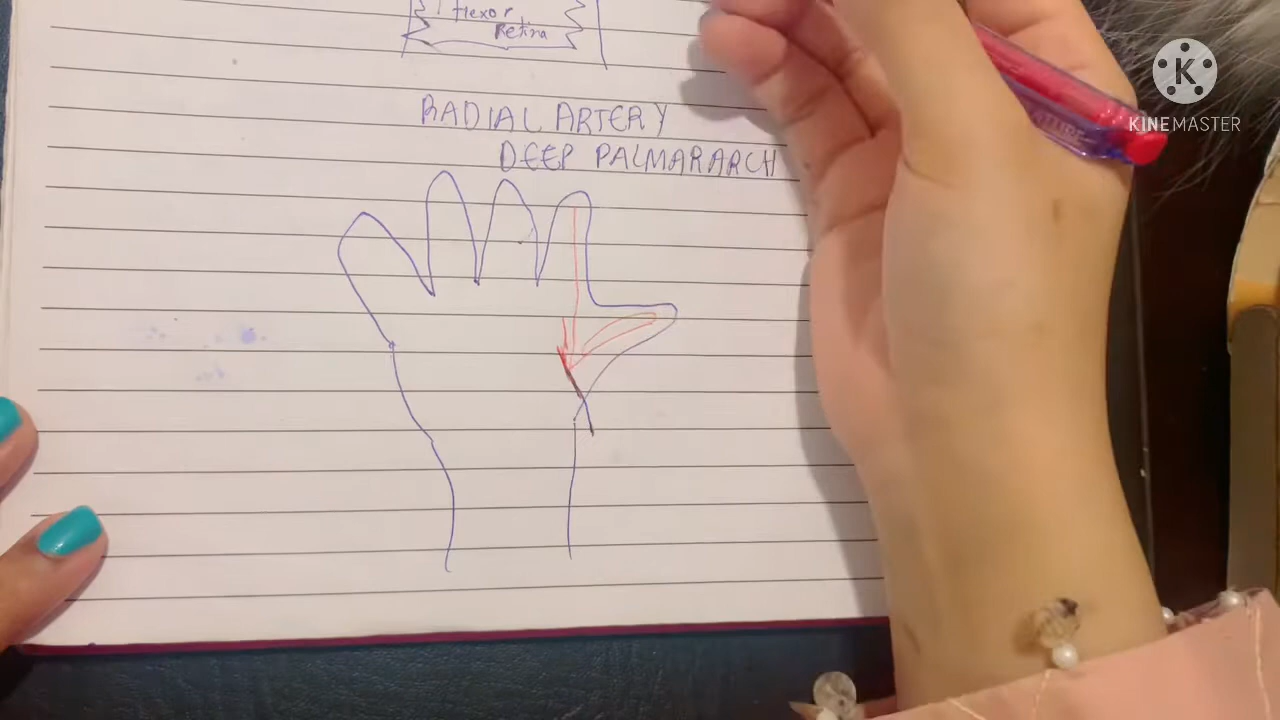 flexor
Retina
RADIAL ARTERY
DEEP PALMARARCH
K
KINEMASTER